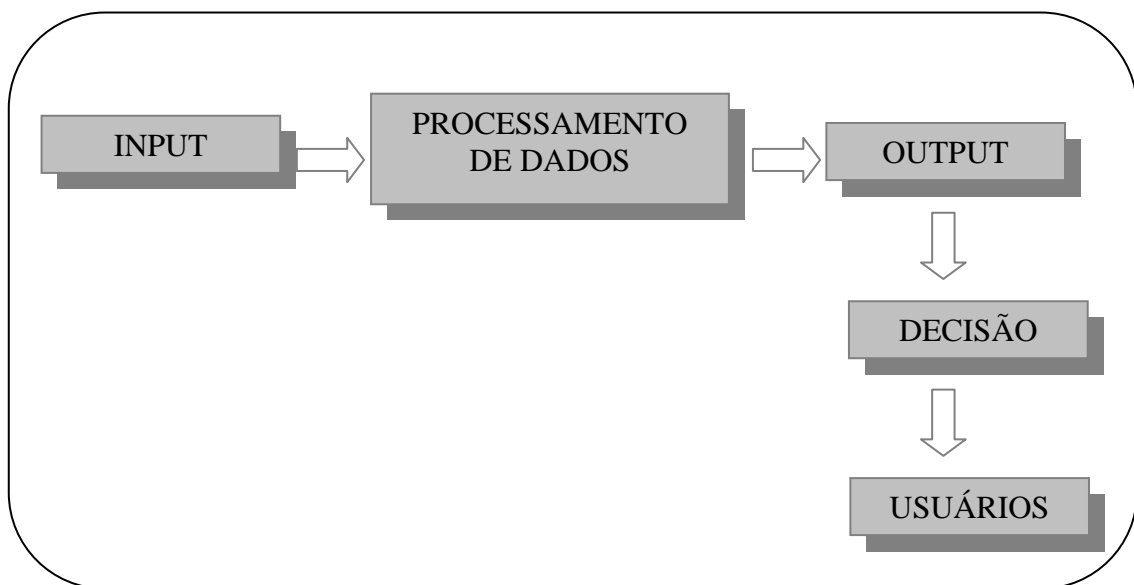 INPUT
PROCESSAMENTO
DE DADOS
OUTPUT
DECISÃO
USUÁRIOS